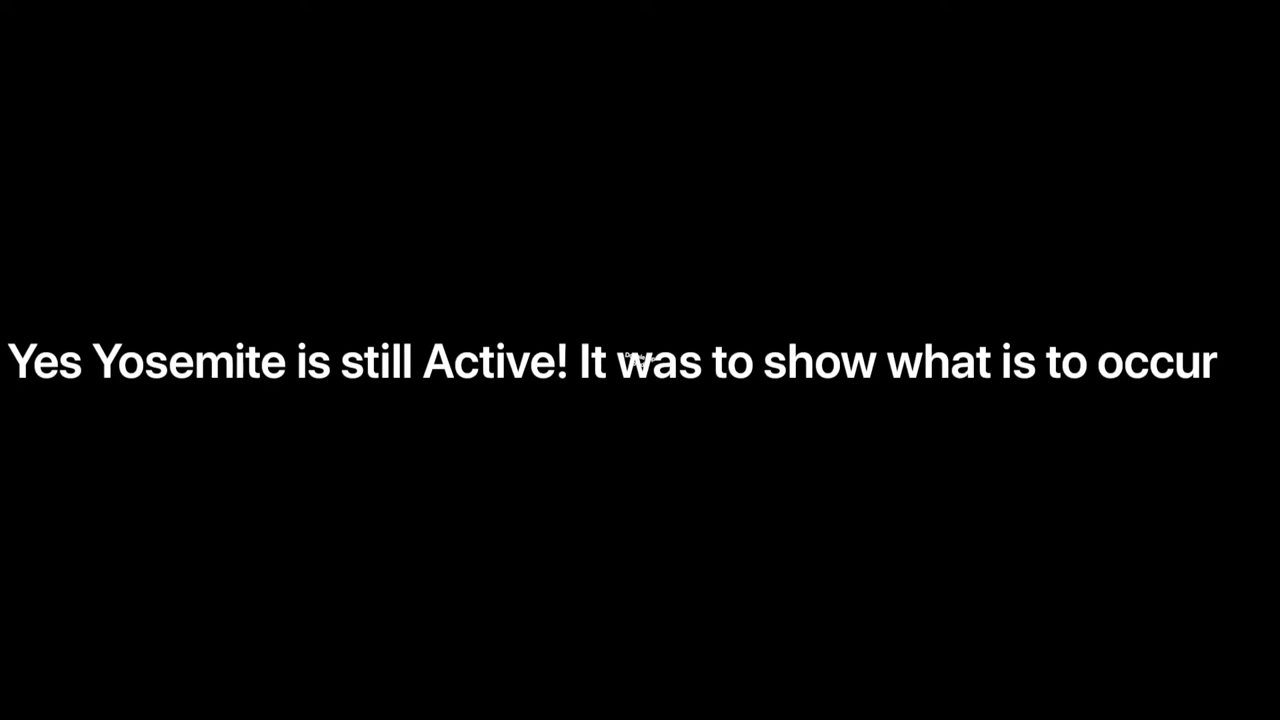 Yes Yosemite is still Active! It was to show what is to occur